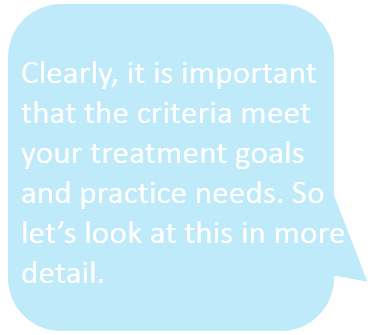 Clearly, it is important
that the criteria meet
your treatment goals
and practice needs. So
let’s look at this in more
detail.